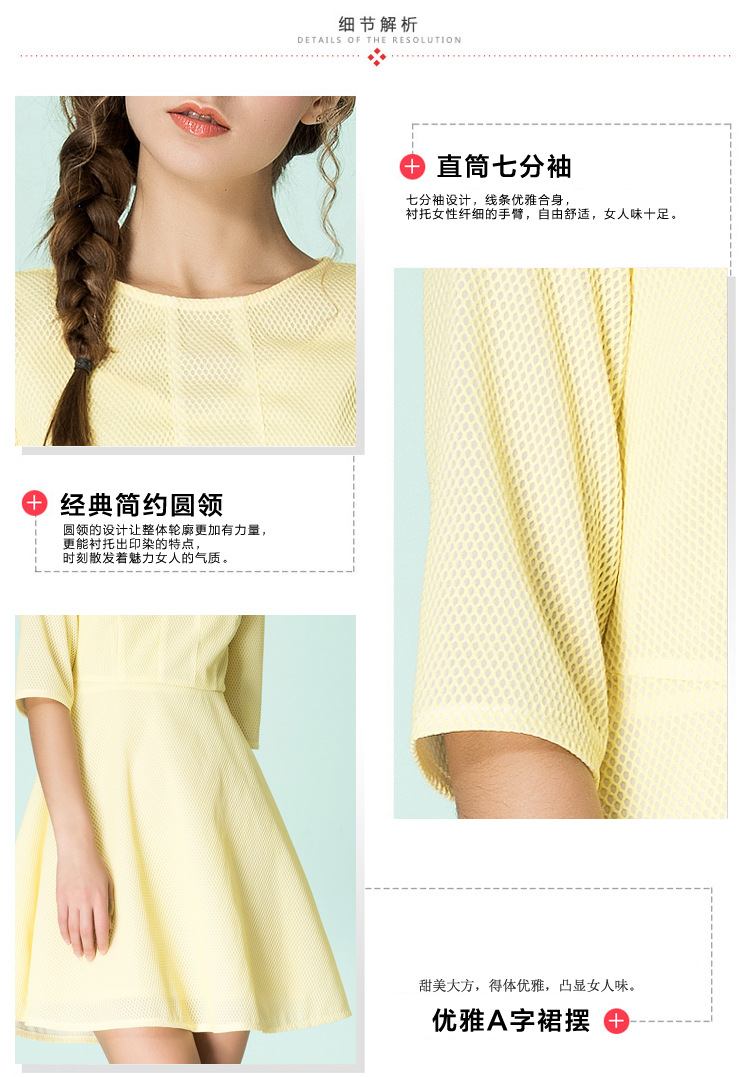 细节解析
DETAILS OF THE RESOLUTION
直筒七分袖
七分袖设计，线条优雅合身，
衬托女性纤细的手臂，自由舒适，女人味十足。
经典简约圆领
圆领的设计让整体轮廓更加有力量，
更能衬托出印染的特点，
时刻散发着魅力女人的气质。
甜美大方，得体优雅，凸显女人味。
优雅A字裙摆